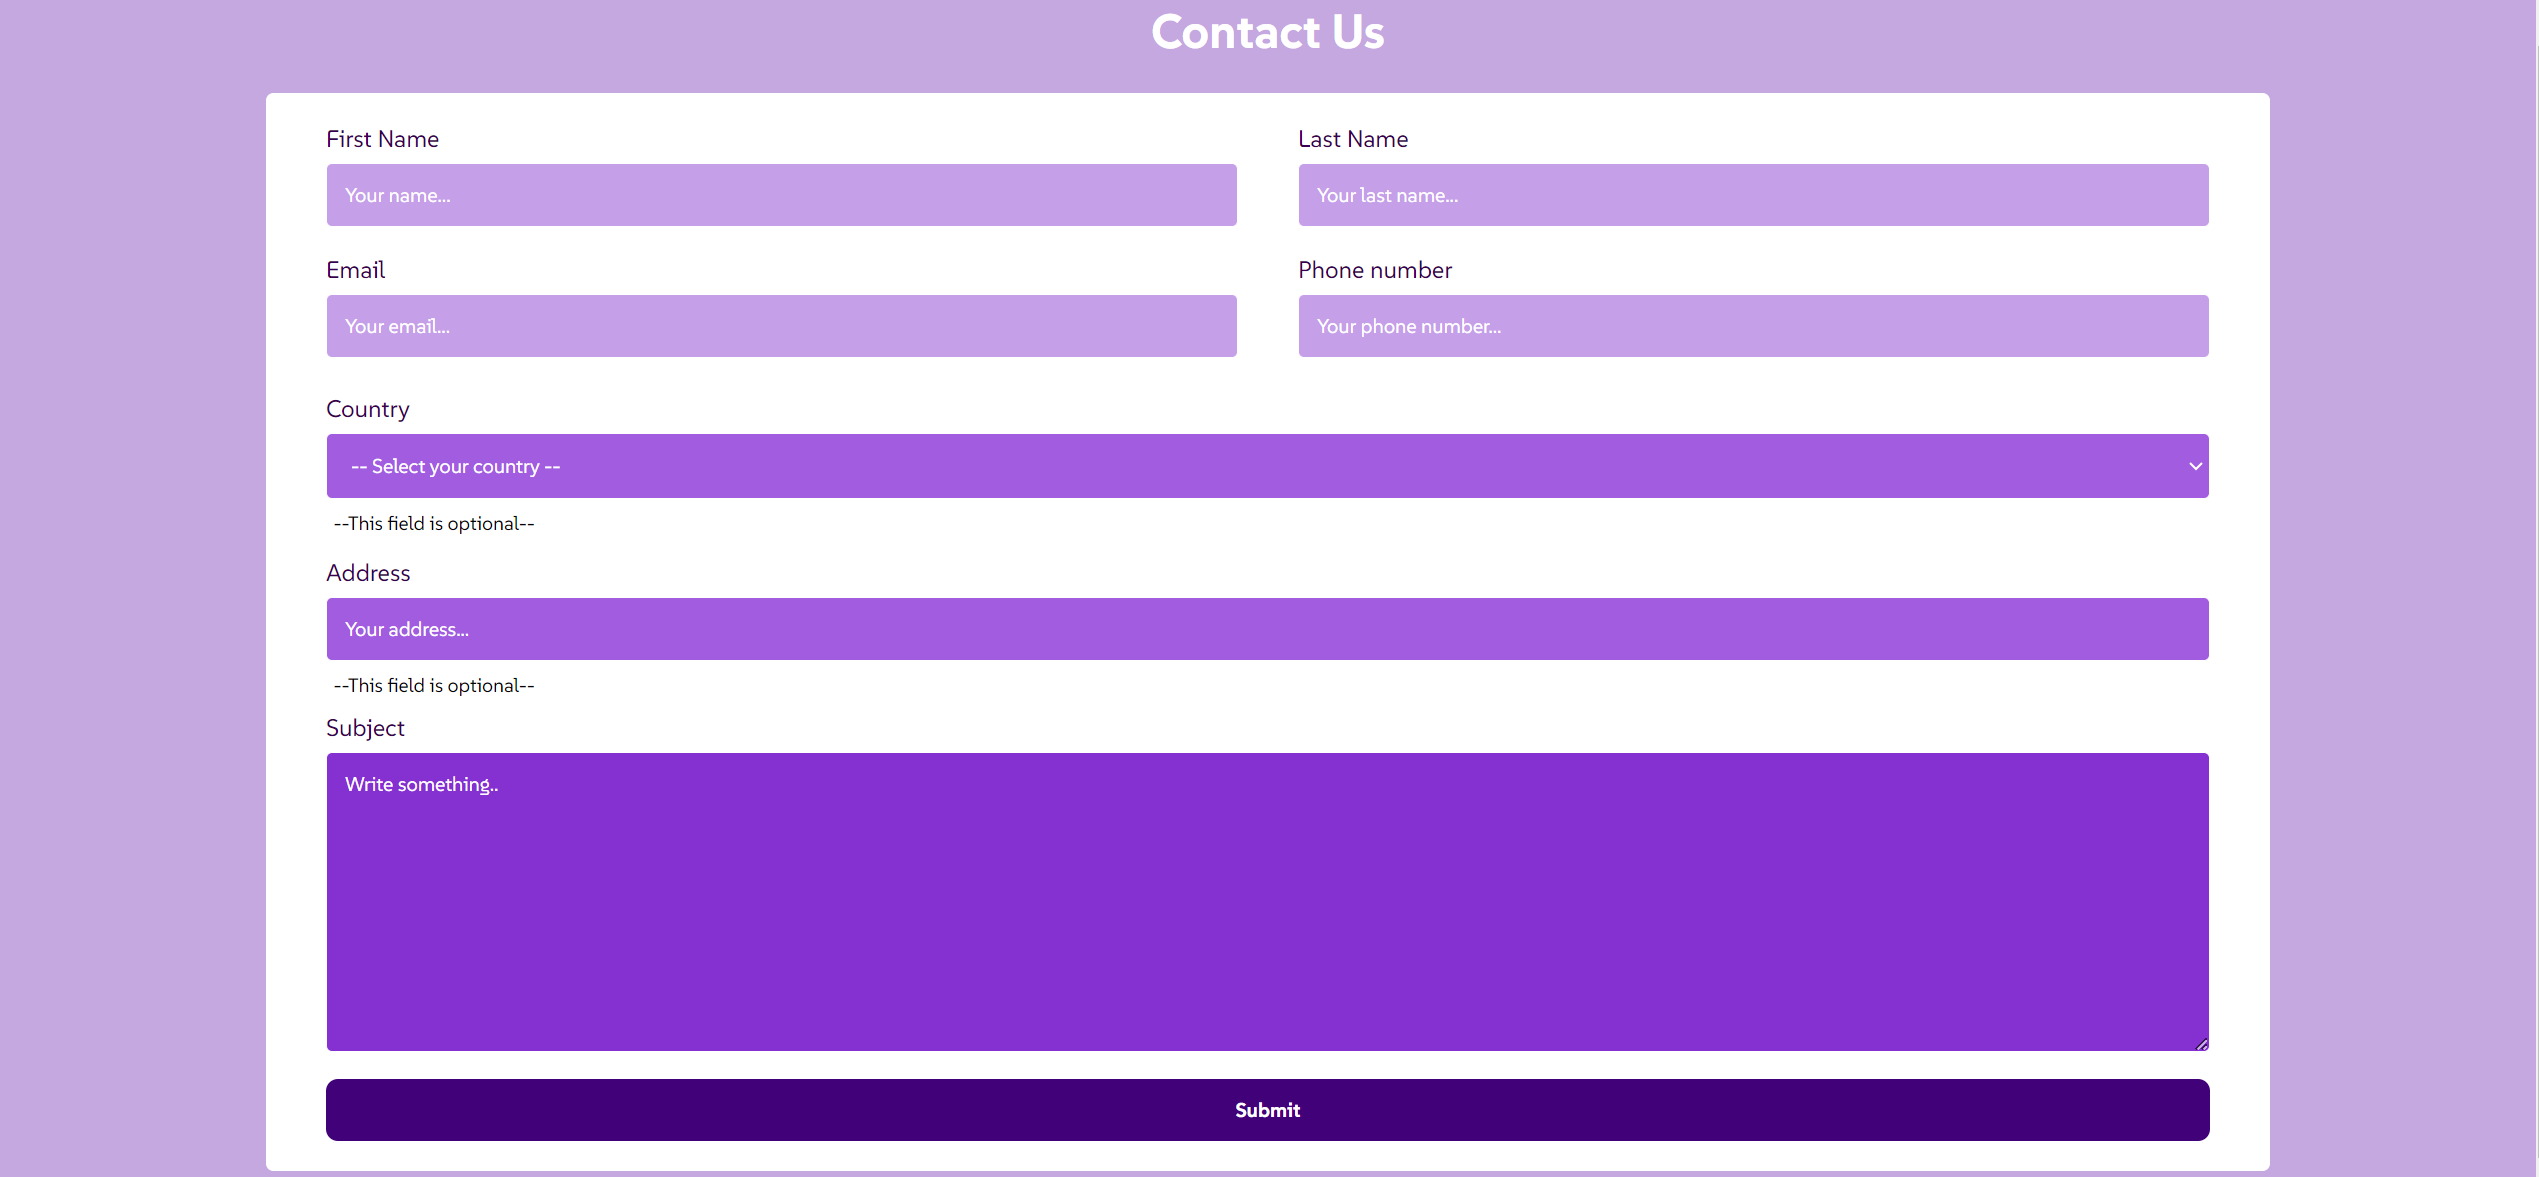 Contact Us
First Name
Last Name
Your name...
Your last name...
Email
Phone number
Your email...
Your phone number...
Country
-- Select your country --
--This field is optional--
Address
Your address...
--This field is optional--
Subject
Write something..
Submit